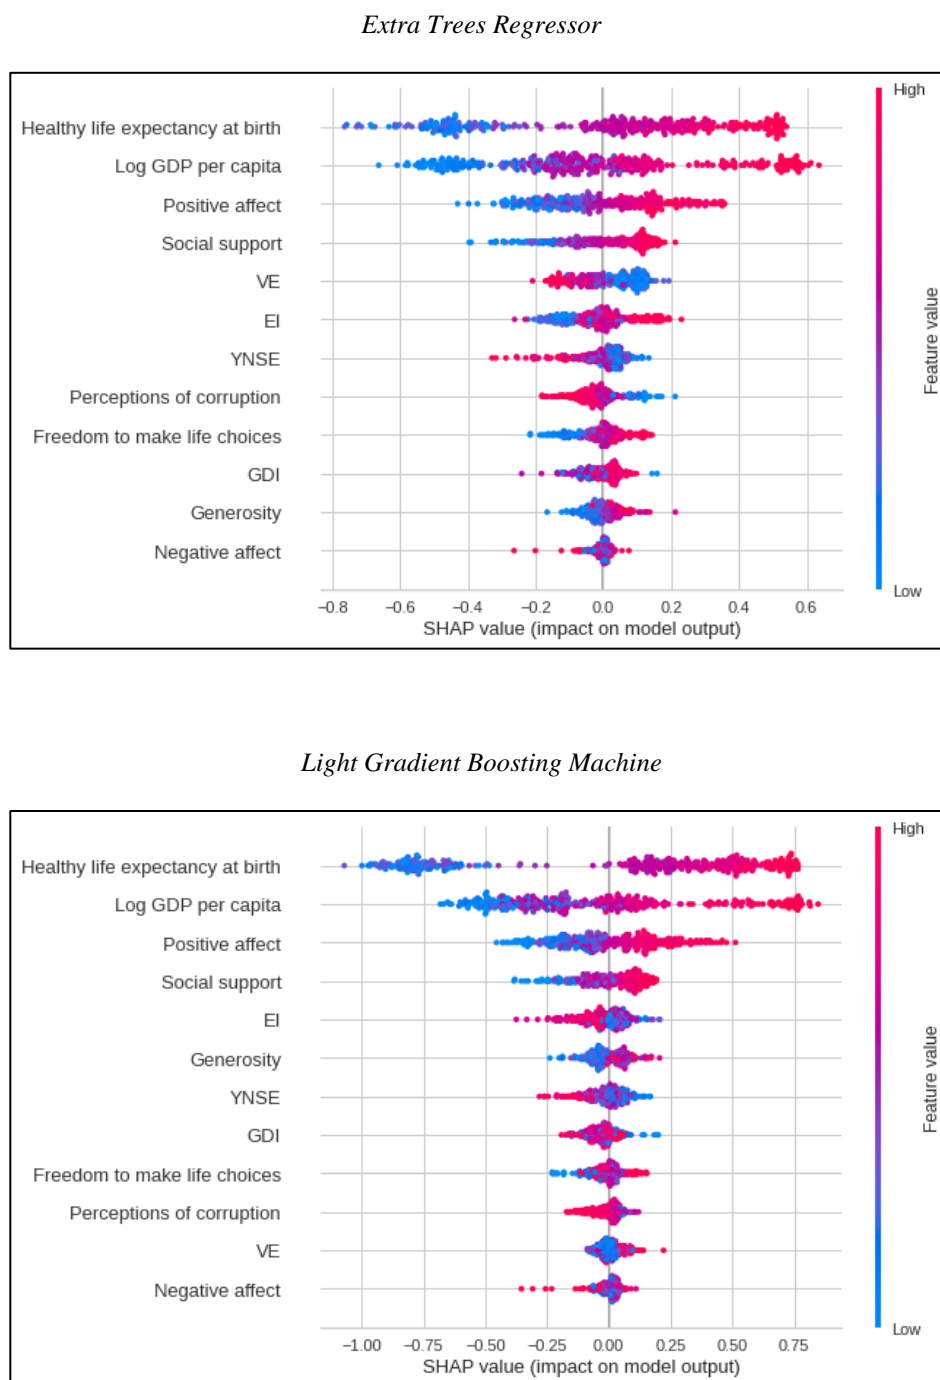 Extra Trees Regressor
High
Healthy life expectancy at birth
Log GDP per capita
Positive affect
Social support
VE
EI
YNSE
Perceptions of corruption
Freedom to make life choices
GDI
Generosity
Negative affect
Feature value
Low
−0.8 −0.6 −0.4 −0.2 0.0 0.2 0.4 0.6
SHAP value (impact on model output)
Light Gradient Boosting Machine
High
Healthy life expectancy at birth
Log GDP per capita
Positive affect
Social support
EI
Generosity
YNSE
GDI
Freedom to make life choices
Perceptions of corruption
VE
Negative affect
Feature value
Low
−1.00 −0.75 −0.50 −0.25 0.00 0.25 0.50 0.75
SHAP value (impact on model output)